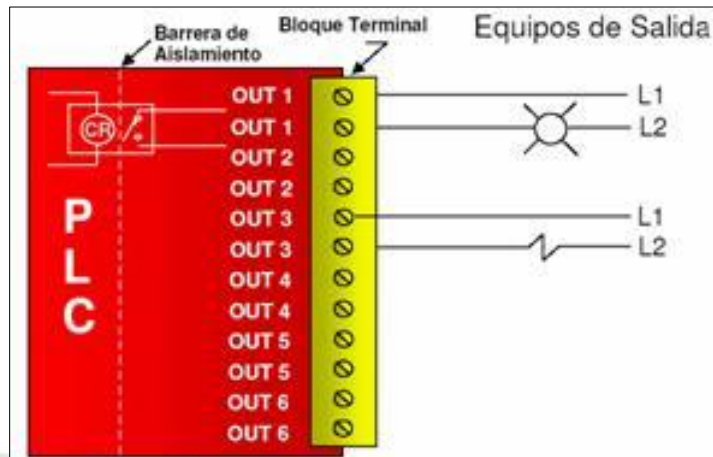 Barrera de
Aislamiento
Bloque Terminal
Equipos de Salida
OUT 1
L1
CR
OUT 1
L2
OUT 2
OUT 2
PLC
OUT 3
L1
OUT 3
L2
OUT 4
OUT 4
OUT 5
OUT 5
OUT 6
OUT 6